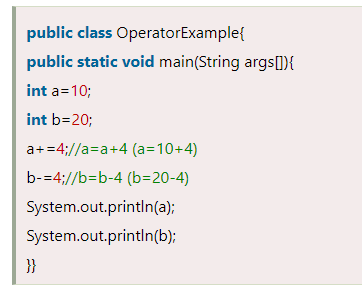 public class OperatorExample{
public static void main(String args[]){
int a=10;
int b=20;
a+=4;//a=a+4 (a=10+4)
b-=4;//b=b-4 (b=20-4)
System.out.println(a);
System.out.println(b);
}}